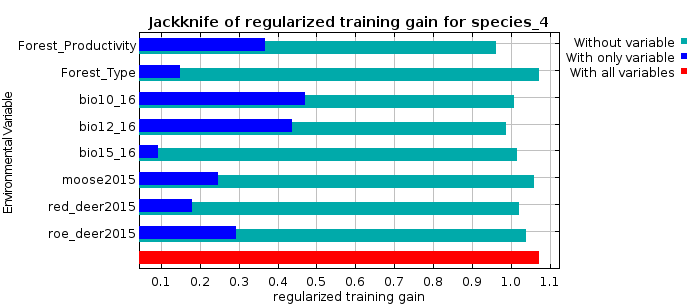 Jackknife of regularized training gain for species_4
Without variable
With only variable
With all variables
Environmental Variable
Forest_Productivity
Forest_Type
bio10_16
bio12_16
bio15_16
moose2015
red_deer2015
roe_deer2015
0.1 0.2 0.3 0.4 0.5 0.6 0.7 0.8 0.9 1.0 1.1
regularized training gain